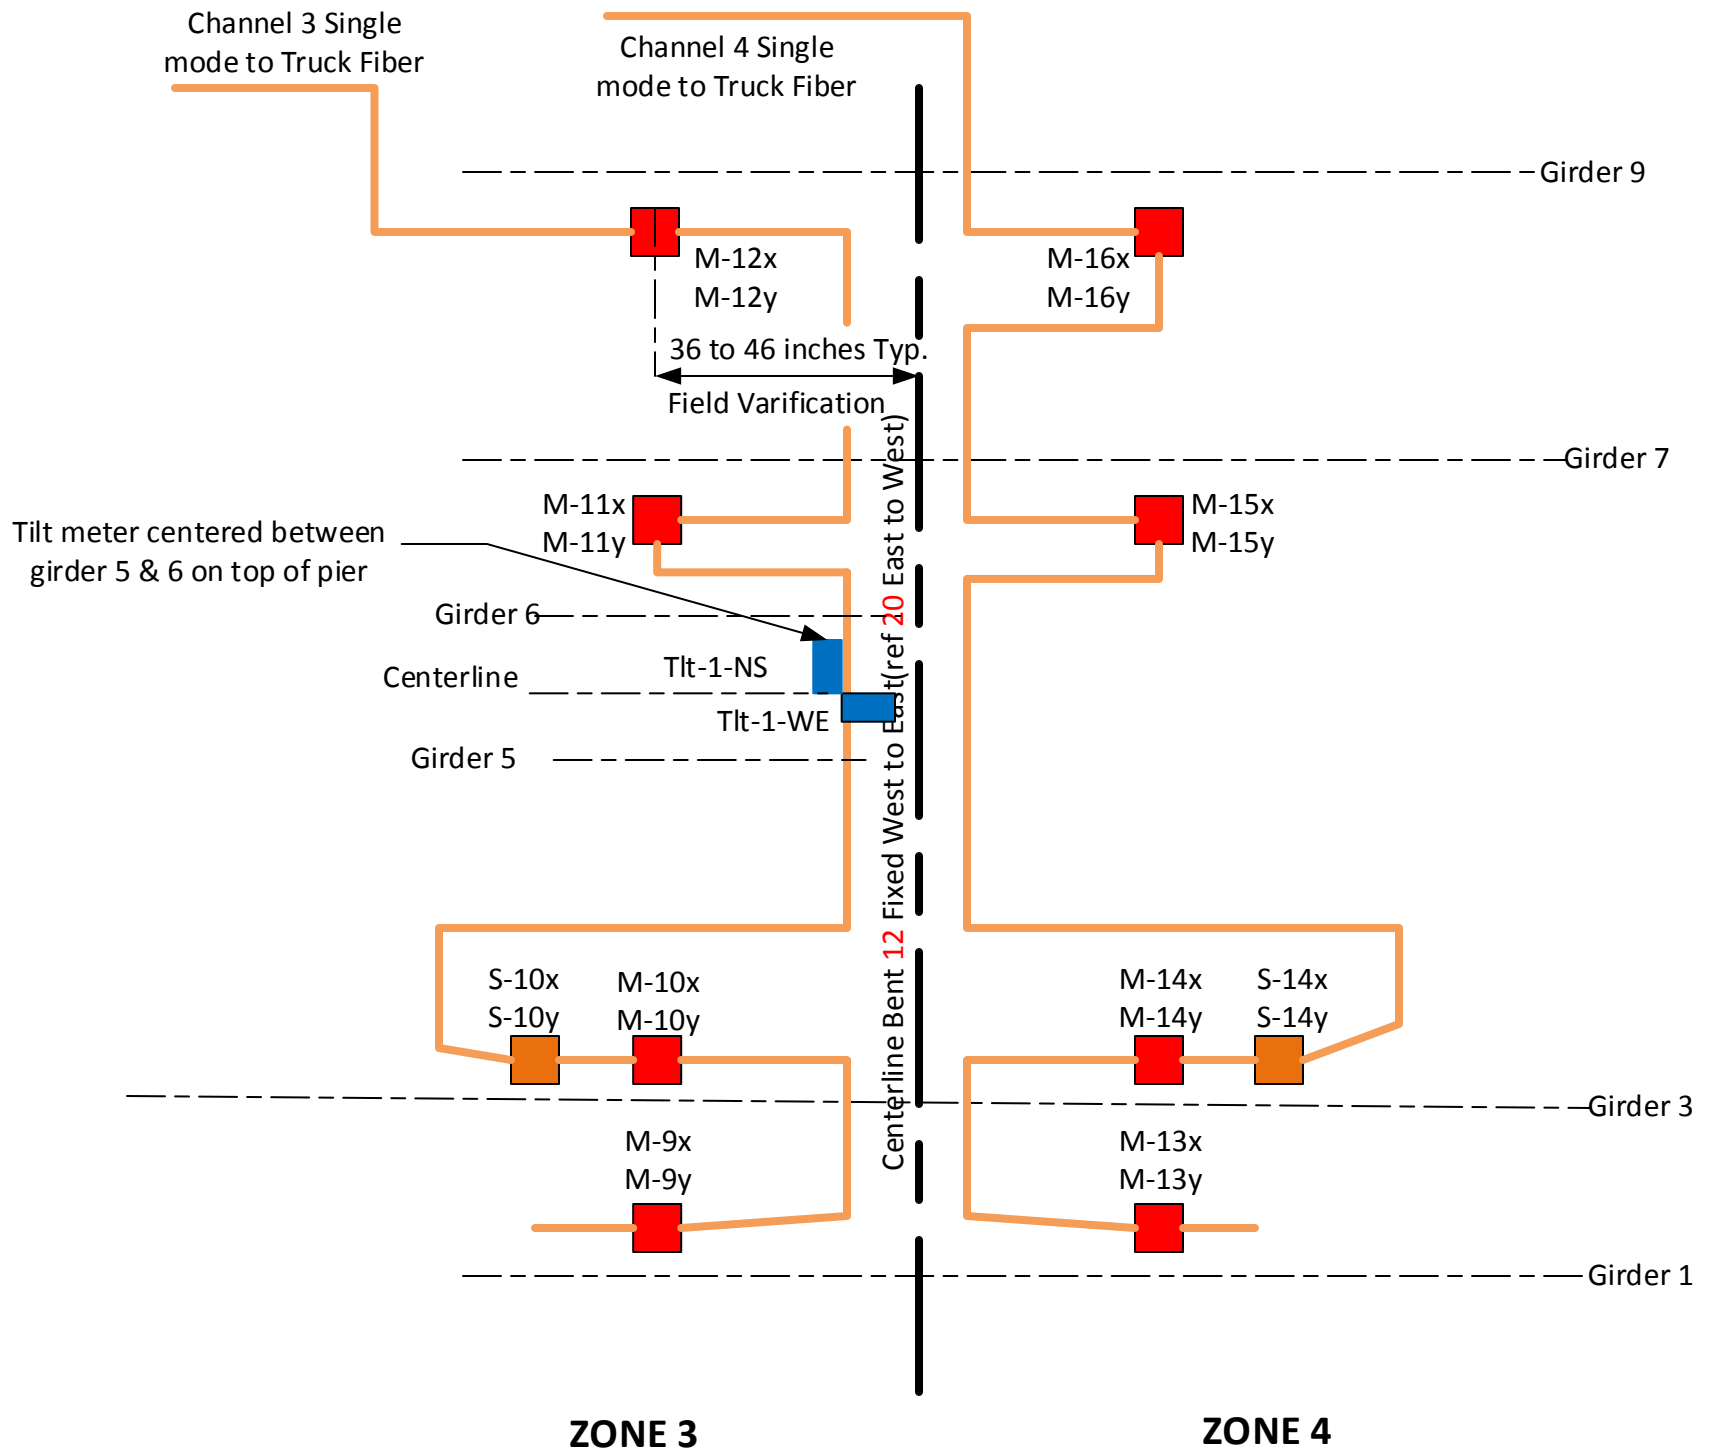 Channel 3 Single
mode to Truck Fiber
Channel 4 Single
mode to Truck Fiber
Girder 9
M-12x
M-12y
M-16x
M-16y
36 to 46 inches Typ.
Field Varification
Girder 7
M-11x
M-11y
M-15x
M-15y
Tilt meter centered between
girder 5 & 6 on top of pier
Girder 6
Tlt-1-NS
Centerline
Tlt-1-WE
Girder 5
Centerline Bent 12 Fixed West to East(ref 20 East to West)
S-10x
S-10y
M-10x
M-10y
M-14x
M-14y
S-14x
S-14y
Girder 3
M-9x
M-9y
M-13x
M-13y
Girder 1
ZONE 3
ZONE 4